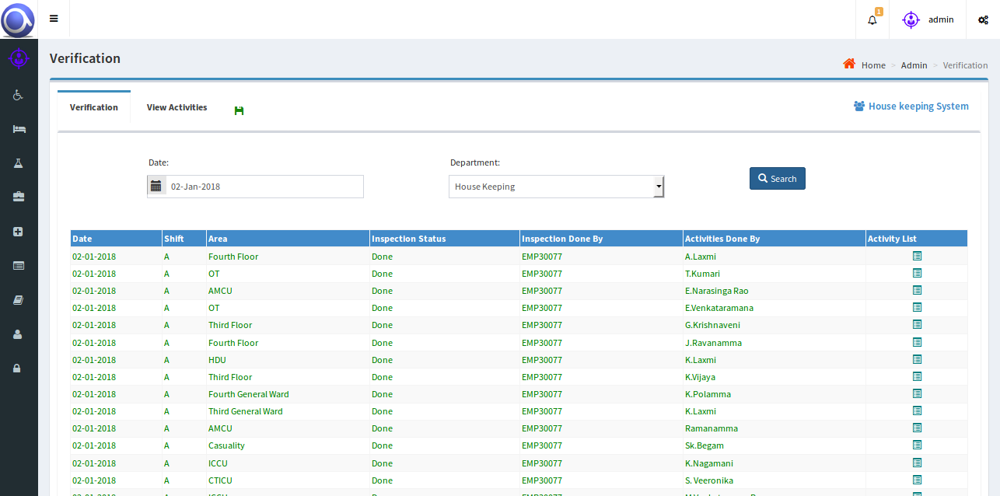 1
admin
Verification
Home > Admin > Verification
Verification View Activities House keeping System
Date: Department:
02-Jan-2018 House Keeping Search
Date Shift Area Inspection Status Inspection Done By Activities Done By Activity List
02-01-2018 A Fourth Floor Done EMP30077 A.Laxmi
02-01-2018 A OT Done EMP30077 T.Kumari
02-01-2018 A AMCU Done EMP30077 E.Narasinga Rao
02-01-2018 A OT Done EMP30077 E.Venkataramana
02-01-2018 A Third Floor Done EMP30077 G.Krishnaveni
02-01-2018 A Fourth Floor Done EMP30077 J.Ravanamma
02-01-2018 A HDU Done EMP30077 K.Laxmi
02-01-2018 A Third Floor Done EMP30077 K.Vijaya
02-01-2018 A Fourth General Ward Done EMP30077 K.Polamma
02-01-2018 A Third General Ward Done EMP30077 K.Laxmi
02-01-2018 A AMCU Done EMP30077 Ramanamma
02-01-2018 A Casuality Done EMP30077 Sk.Begam
02-01-2018 A ICCU Done EMP30077 K.Nagamani
02-01-2018 A CTICU Done EMP30077 S. Veeronika
02-01-2018 A Done EMP30077